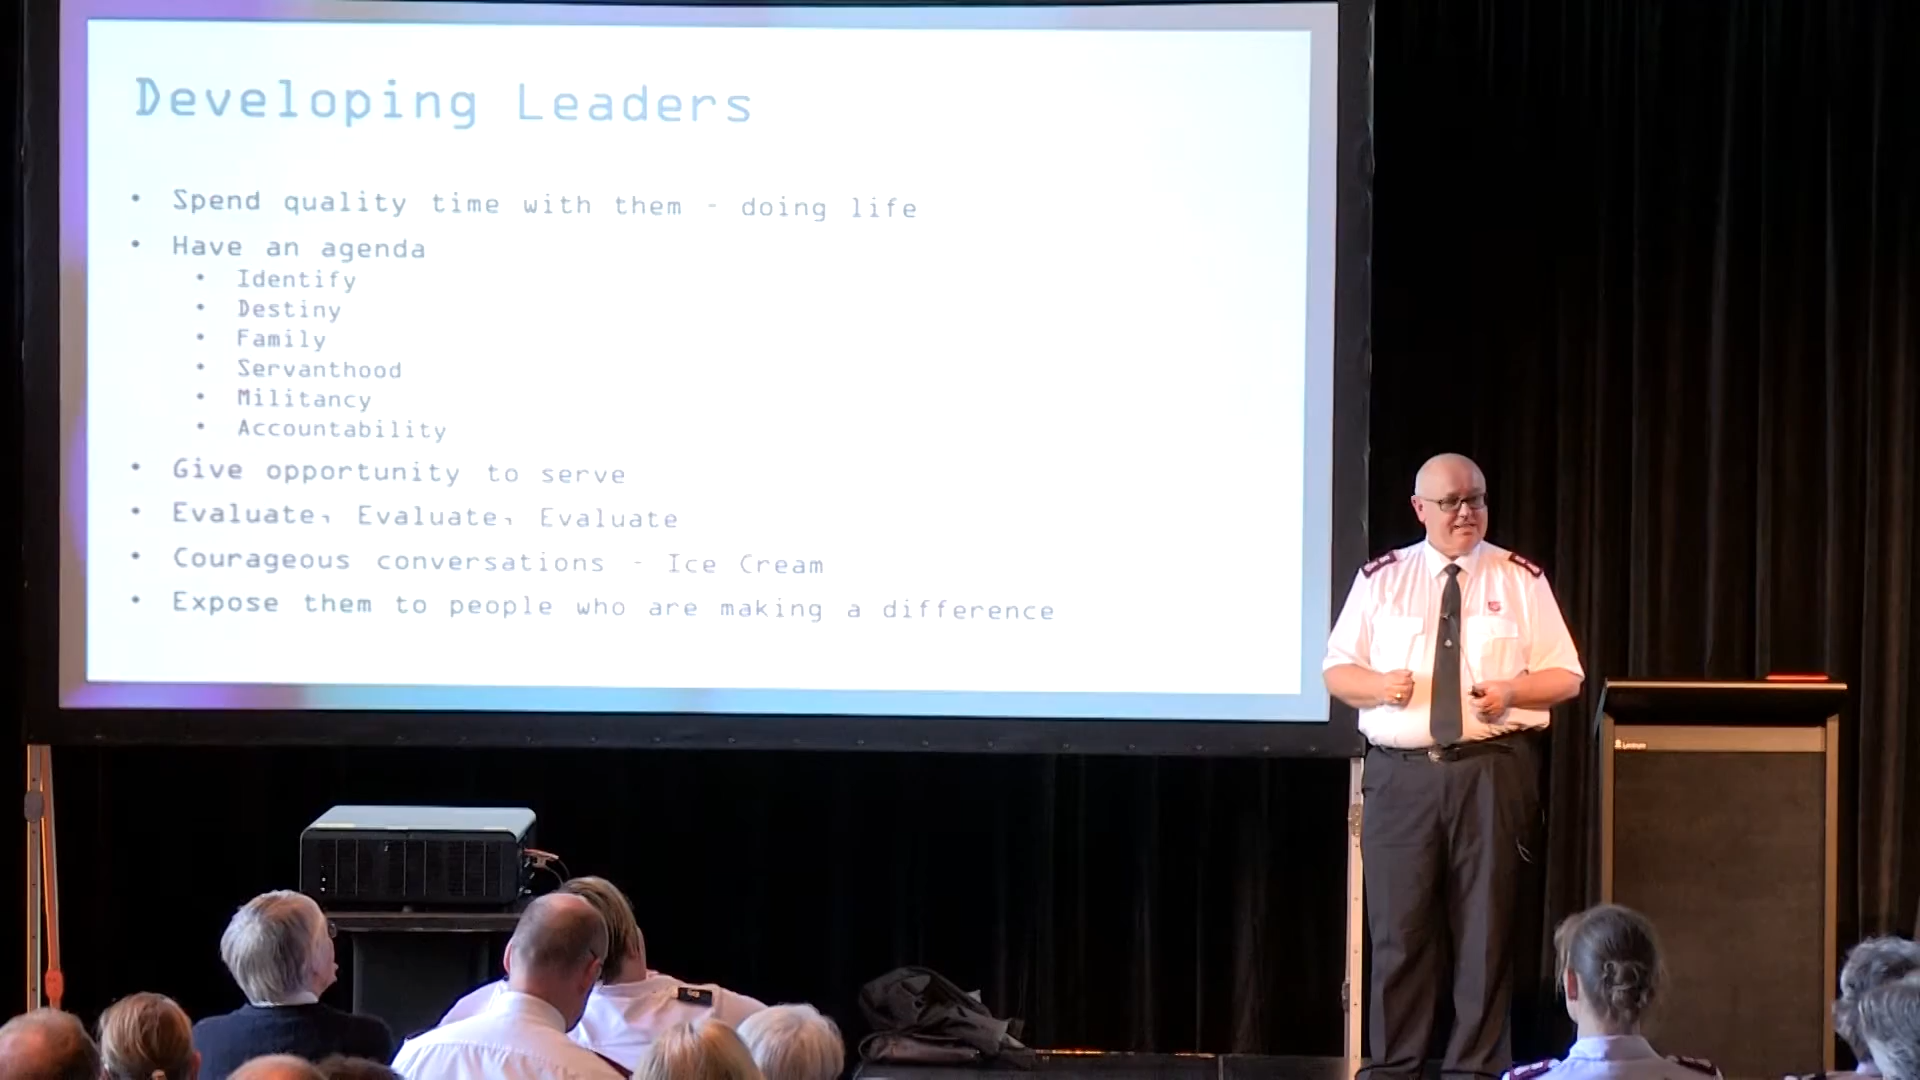 Developing Leaders
• Spend quality time with them - doing life
• Have an agenda
• Identify
• Destiny
• Family
• Servanthood
• Militancy
• Accountability
• Give opportunity to serve
• Evaluate, Evaluate, Evaluate
• Courageous conversations - Ice Cream
• Expose them to people who are making a difference